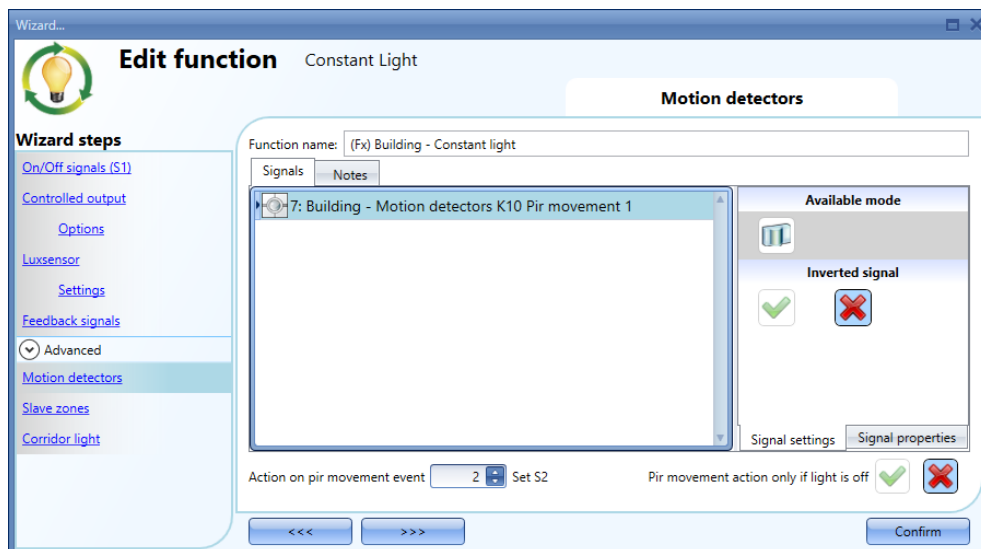 Wizard...
Edit function Constant Light
Motion detectors
Wizard steps
On/Off signals (S1)
Controlled output
Options
Luxsensor
Settings
Feedback signals
Advanced
Motion detectors
Slave zones
Corridor light
Function name: (Fx) Building - Constant light
Signals Notes
7: Building - Motion detectors K10 Pir movement 1
Available mode
Inverted signal
Signal settings Signal properties
Action on pir movement event 2 Set S2 Pir movement action only if light is off
<<< >>> Confirm